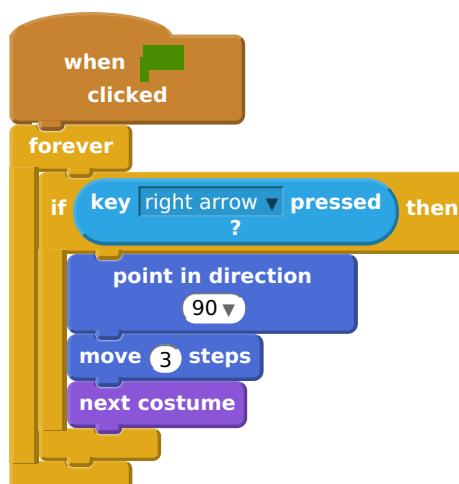 when
clicked
forever
if key right arrow ▼ pressed then
?
point in direction
90 ▼
move 3 steps
next costume